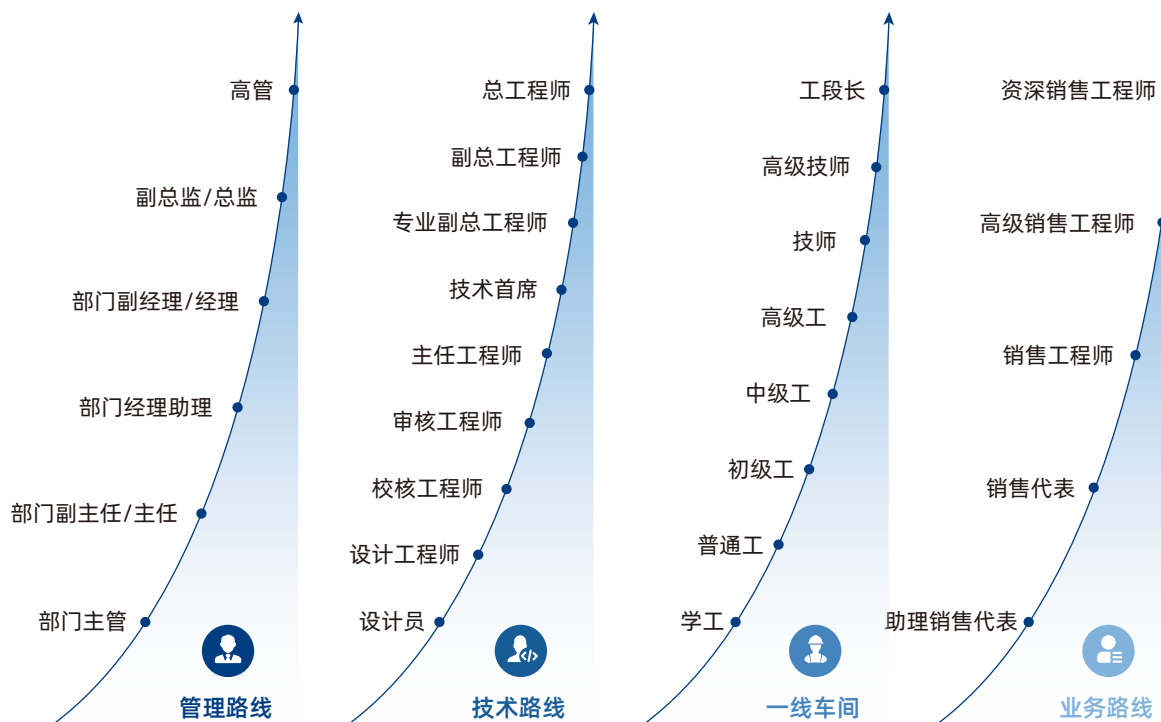 高管
副总监/总监
部门副经理/经理
部门经理助理
部门副主任/主任
部门主管
管理路线
总工程师
副总工程师
专业副总工程师
技术首席
主任工程师
审核工程师
校核工程师
设计工程师
设计员
技术路线
工段长
高级技师
技师
高级工
中级工
初级工
普通工
学工
一线车间
资深销售工程师
高级销售工程师
销售工程师
销售代表
助理销售代表
业务路线